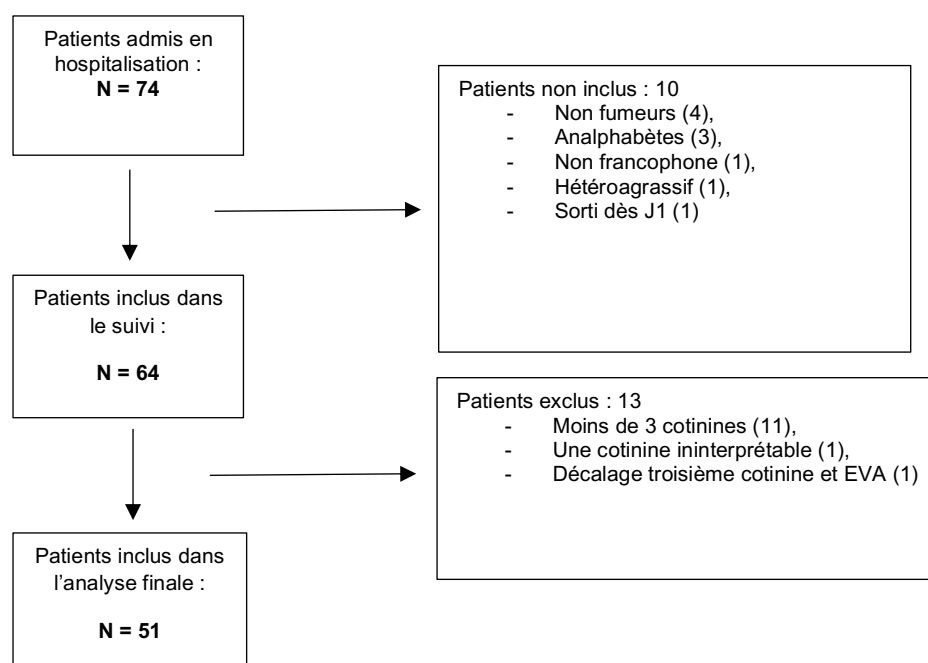 Patients admis en
hospitalisation :
N = 74
Patients non inclus : 10
- Non fumeurs (4),
- Analphabètes (3),
- Non francophone (1),
- Hétéroagrassif (1),
- Sorti dès J1 (1)
Patients inclus dans
le suivi :
N = 64
Patients exclus : 13
- Moins de 3 cotinines (11),
- Une cotinine ininterprétable (1),
- Décalage troisième cotinine et EVA (1)
Patients inclus dans
l’analyse finale :
N = 51